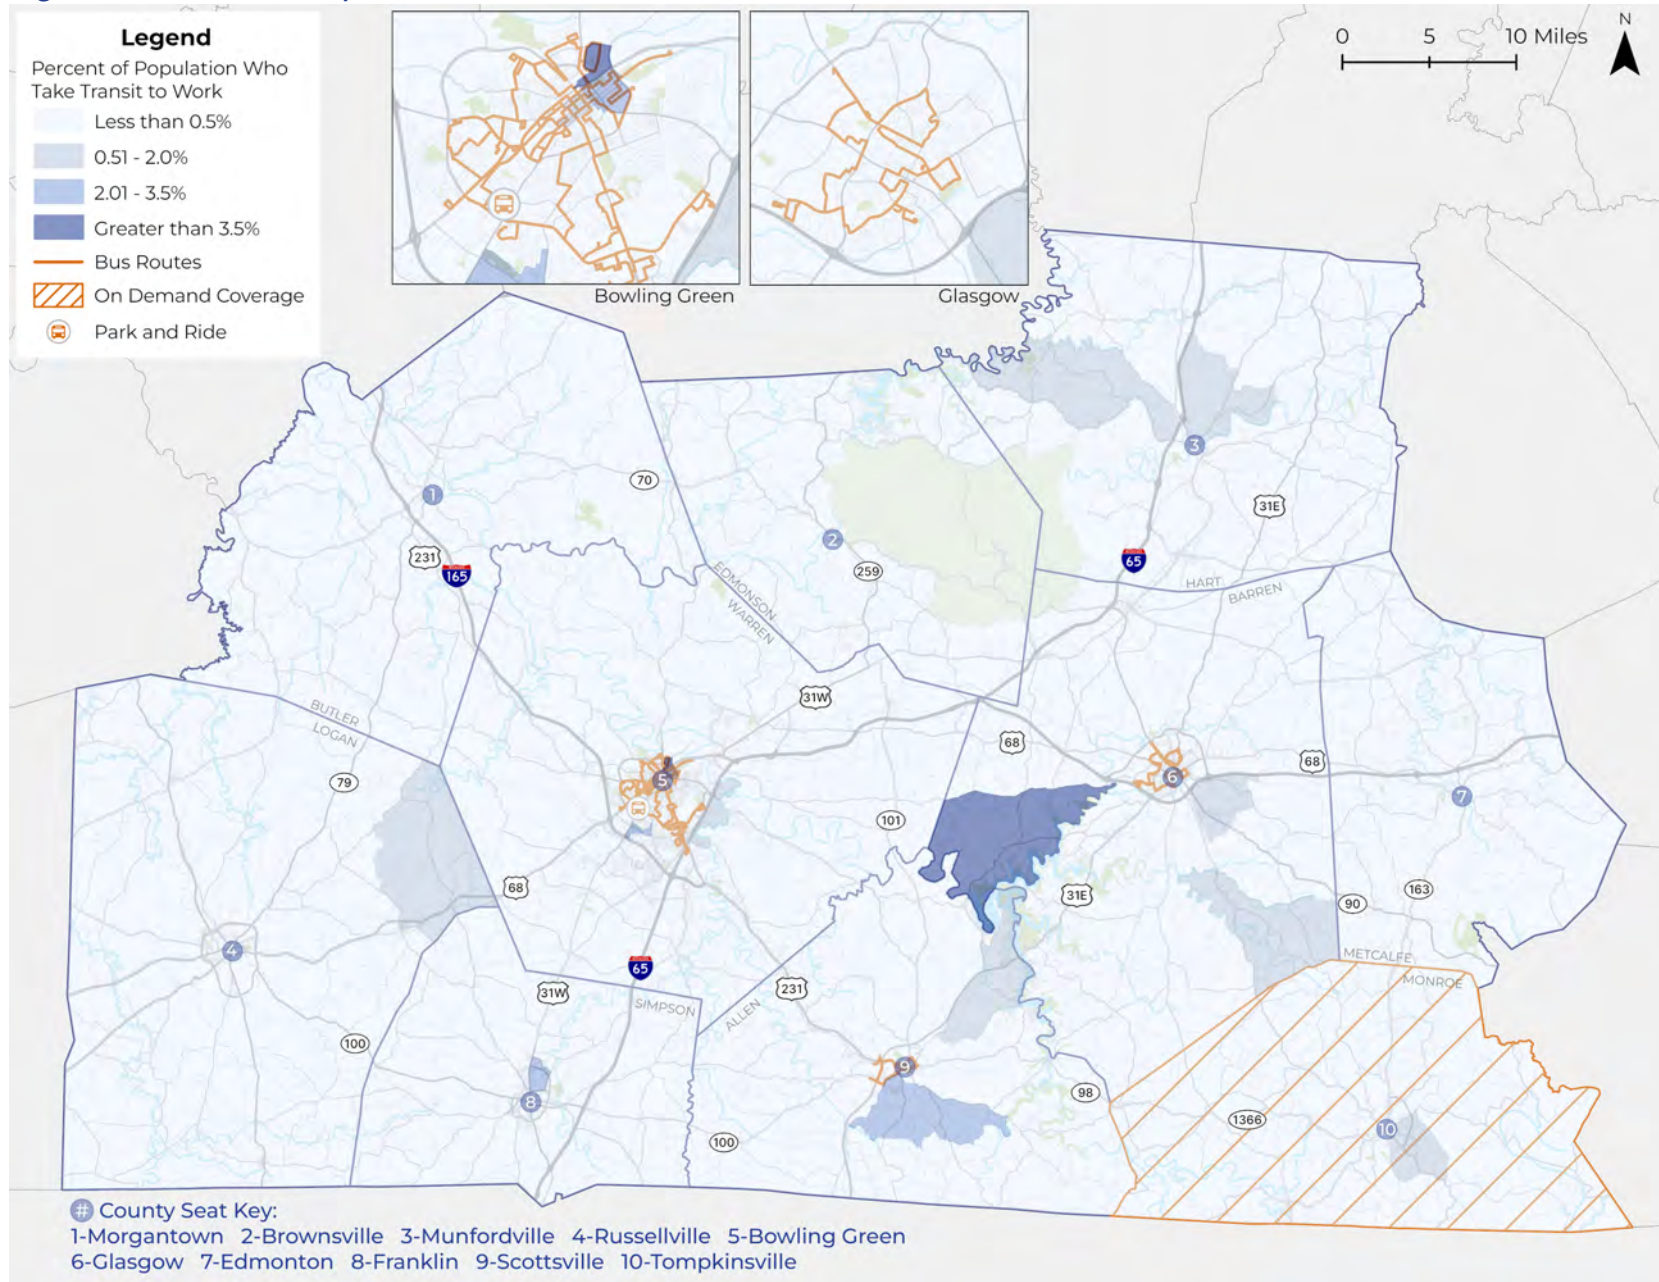 Legend
Percent of Population Who
Take Transit to Work
Less than 0.5%
0.51 - 2.0%
2.01 - 3.5%
Greater than 3.5%
Bus Routes
On Demand Coverage
Park and Ride
Bowling Green
Glasgow
0 5 10 Miles
N
1
70
231
165
2
259
EDMONSON
WARREN
3
31E
65
HART
BARREN
BUTLER
LOGAN
79
31W
68
68
5
6
7
101
68
31E
163
90
4
METCALFE
MONROE
65
231
31W
SIMPSON
ALLEN
100
9
98
8
1366
10
100
# County Seat Key:
1-Morgantown 2-Brownsville 3-Munfordville 4-Russellville 5-Bowling Green
6-Glasgow 7-Edmonton 8-Franklin 9-Scottsville 10-Tompkinsville